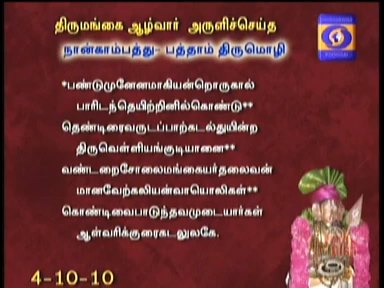 திருமங்கை ஆழ்வார் அருளிச்செய்த
நான்காம்பத்து- பத்தாம் திருமொழி
*பண்டுமுனேனமாகியன்றொருகால்
பாரிடந்தெயிற்றினில்கொண்டு**
தெண்டிரைவருடப்பாற்கடல்துயின்ற
திருவெள்ளியங்குடியானை**
வண்டறைசோலைமங்கையர்தலைவன்
மானவேற்கலியன்வாயொலிகள்**
கொண்டிவைபாடுந்தவமுடையார்கள்
ஆள்வரிக்குரைகடலுலகே.
4-10-10